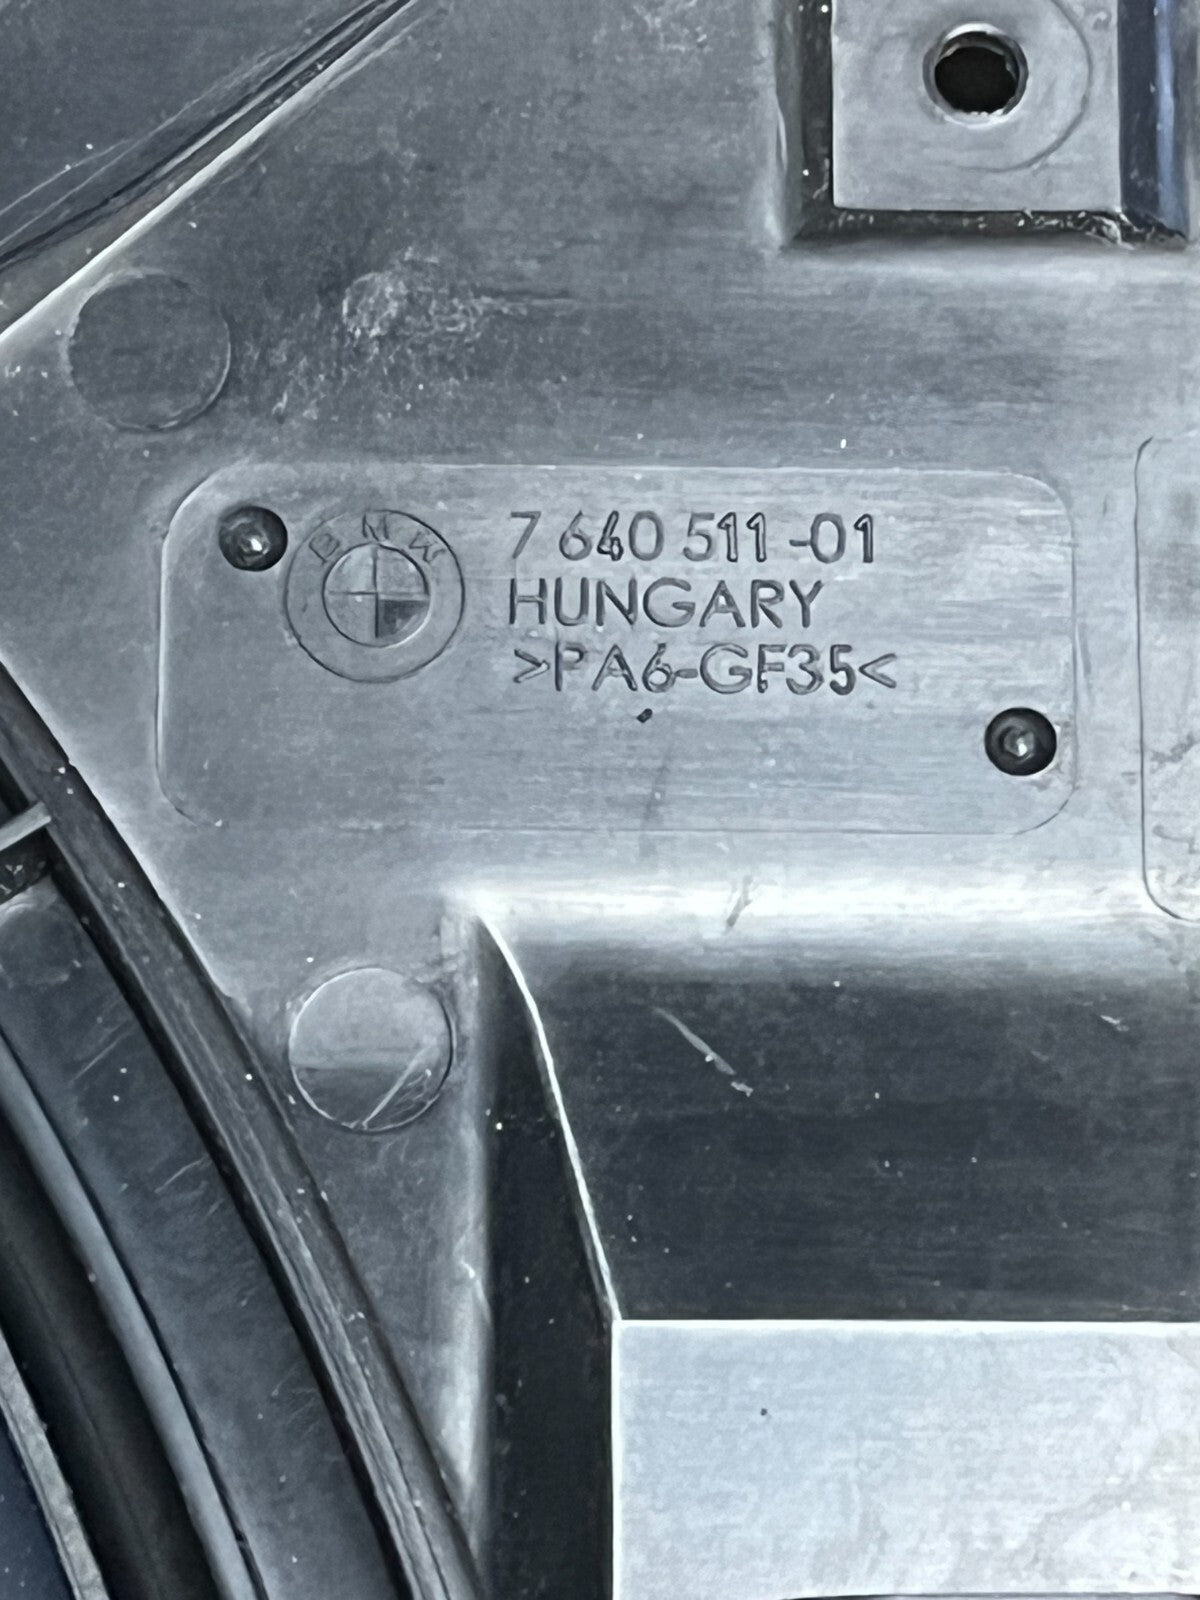 BMW
7 640 511 -01
HUNGARY
>PA6-GF35<